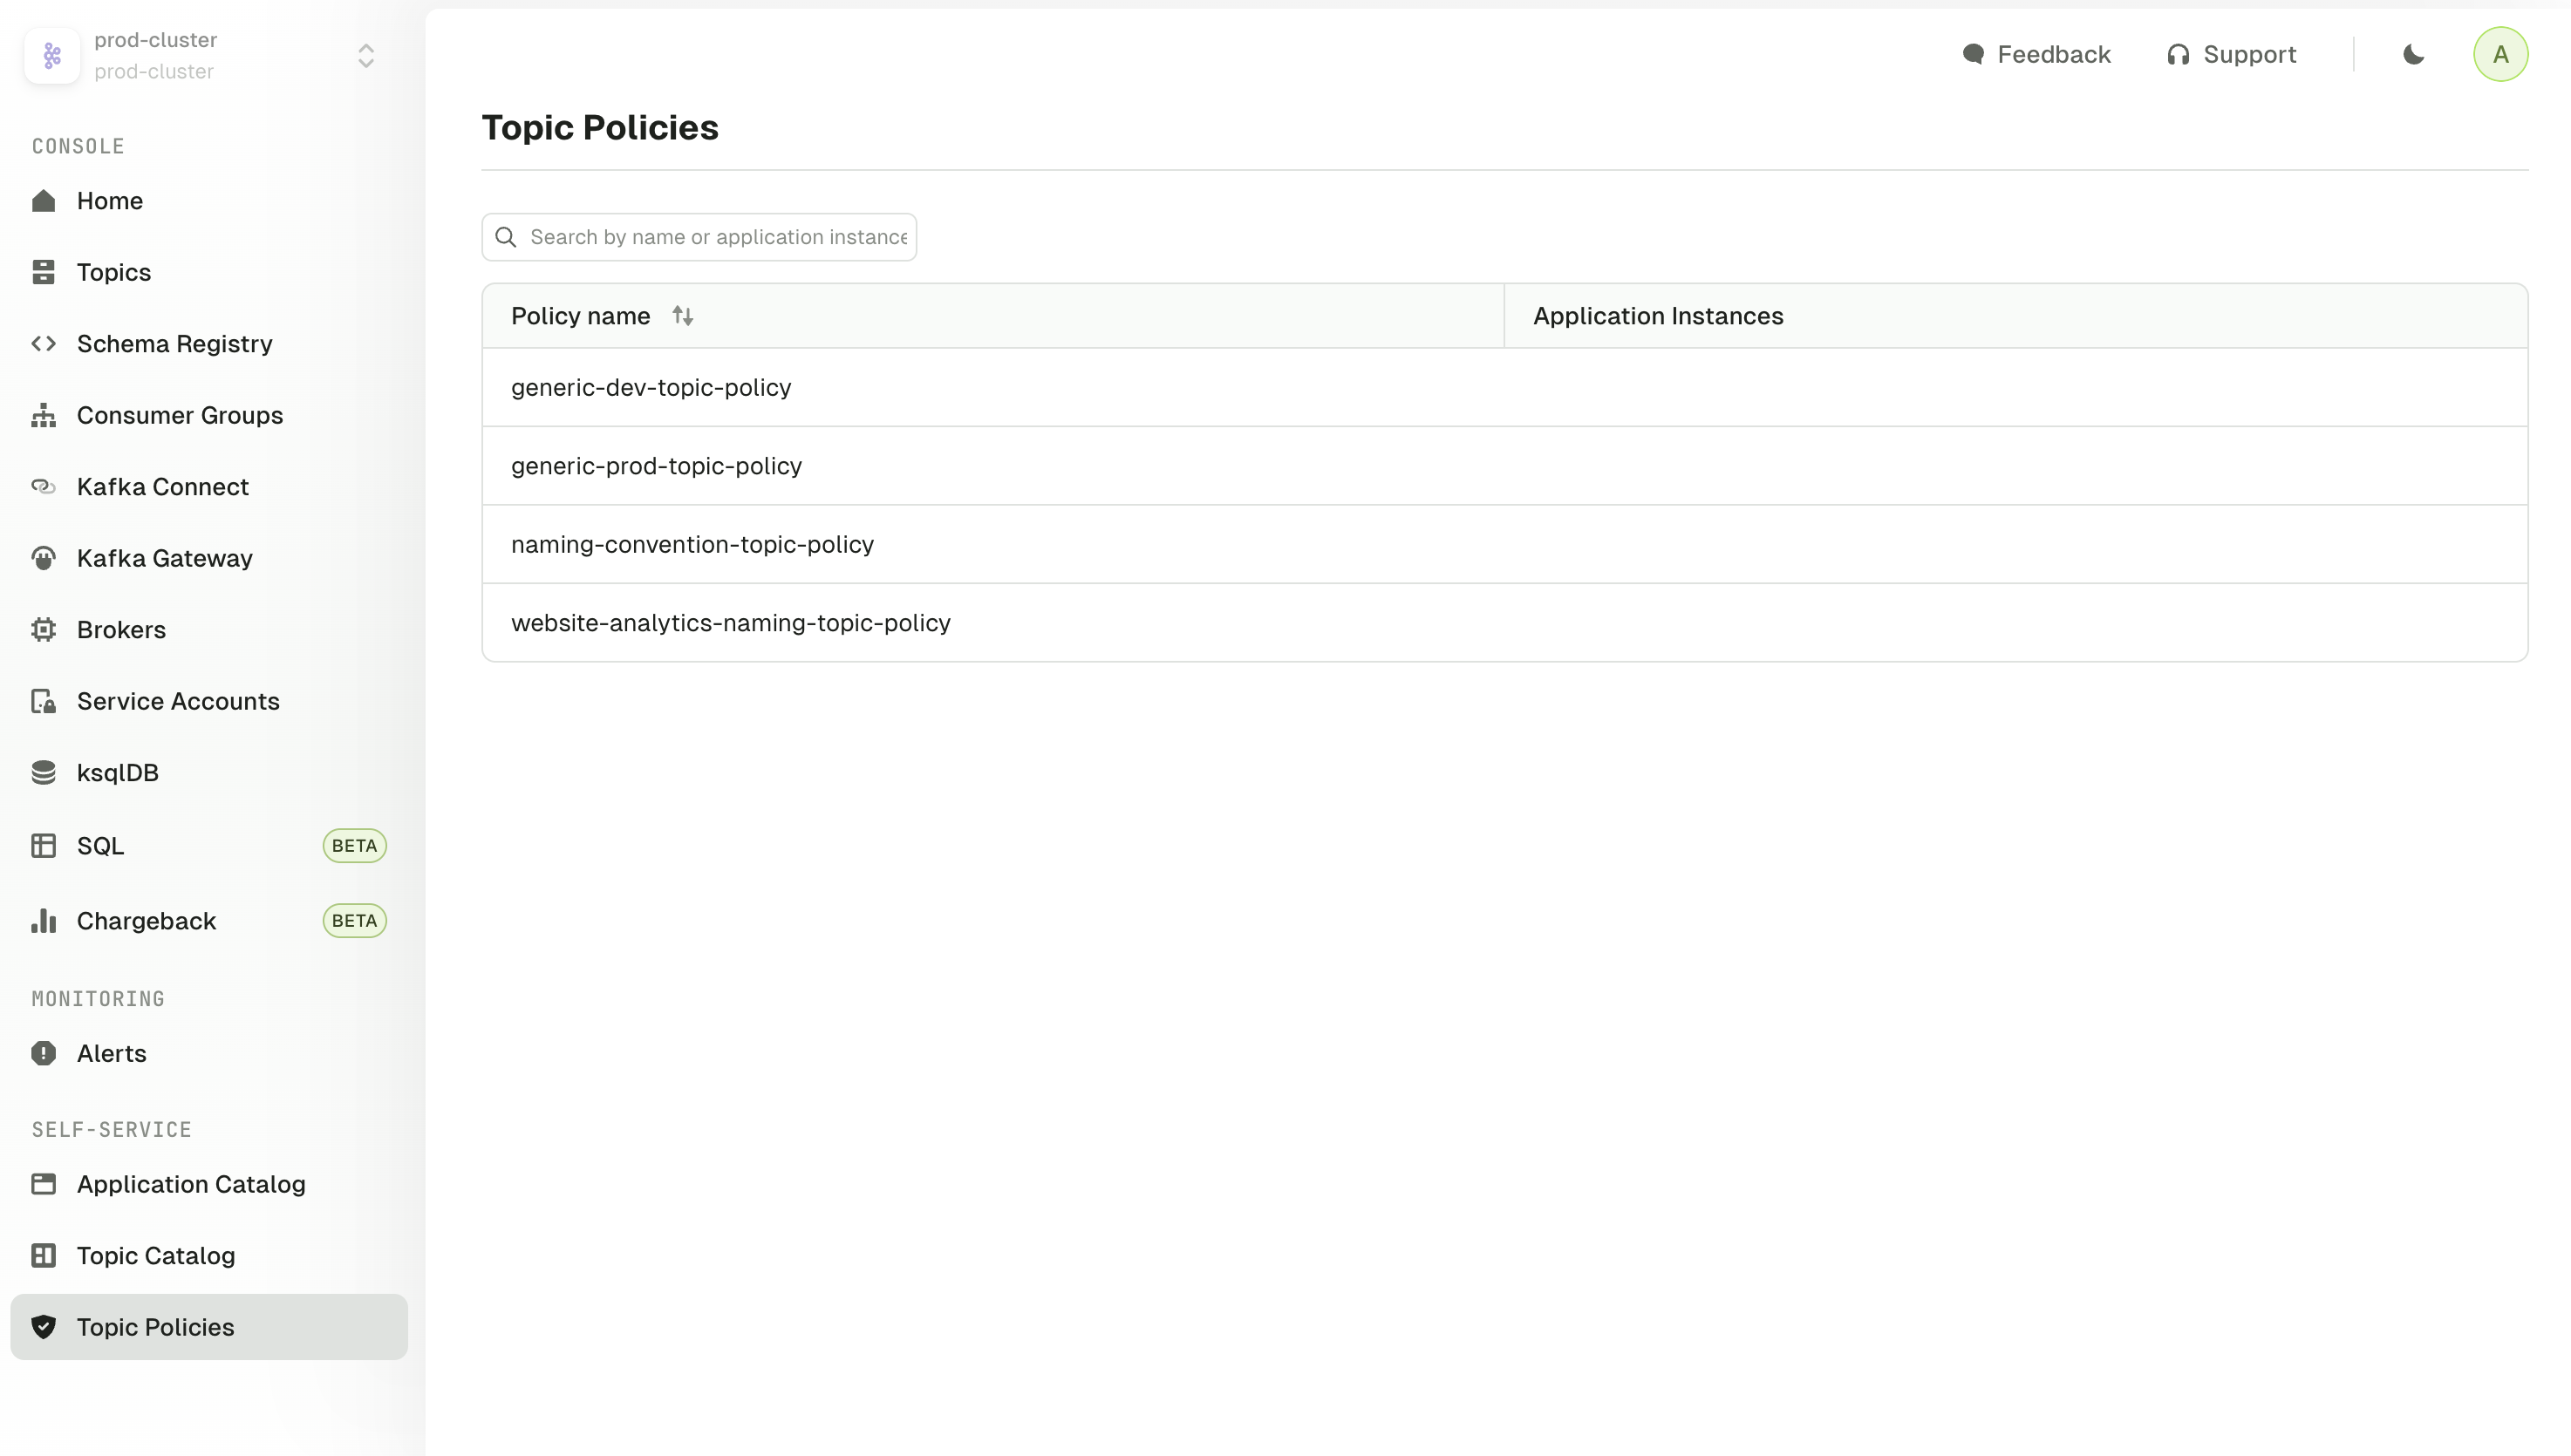 prod-cluster
prod-cluster
CONSOLE
Home
Topics
Schema Registry
Consumer Groups
Kafka Connect
Kafka Gateway
Brokers
Service Accounts
ksqlDB
SQL BETA
Chargeback BETA
MONITORING
Alerts
SELF-SERVICE
Application Catalog
Topic Catalog
Topic Policies
Feedback Support A
Topic Policies
Search by name or application instance
Policy name Application Instances
generic-dev-topic-policy
generic-prod-topic-policy
naming-convention-topic-policy
website-analytics-naming-topic-policy